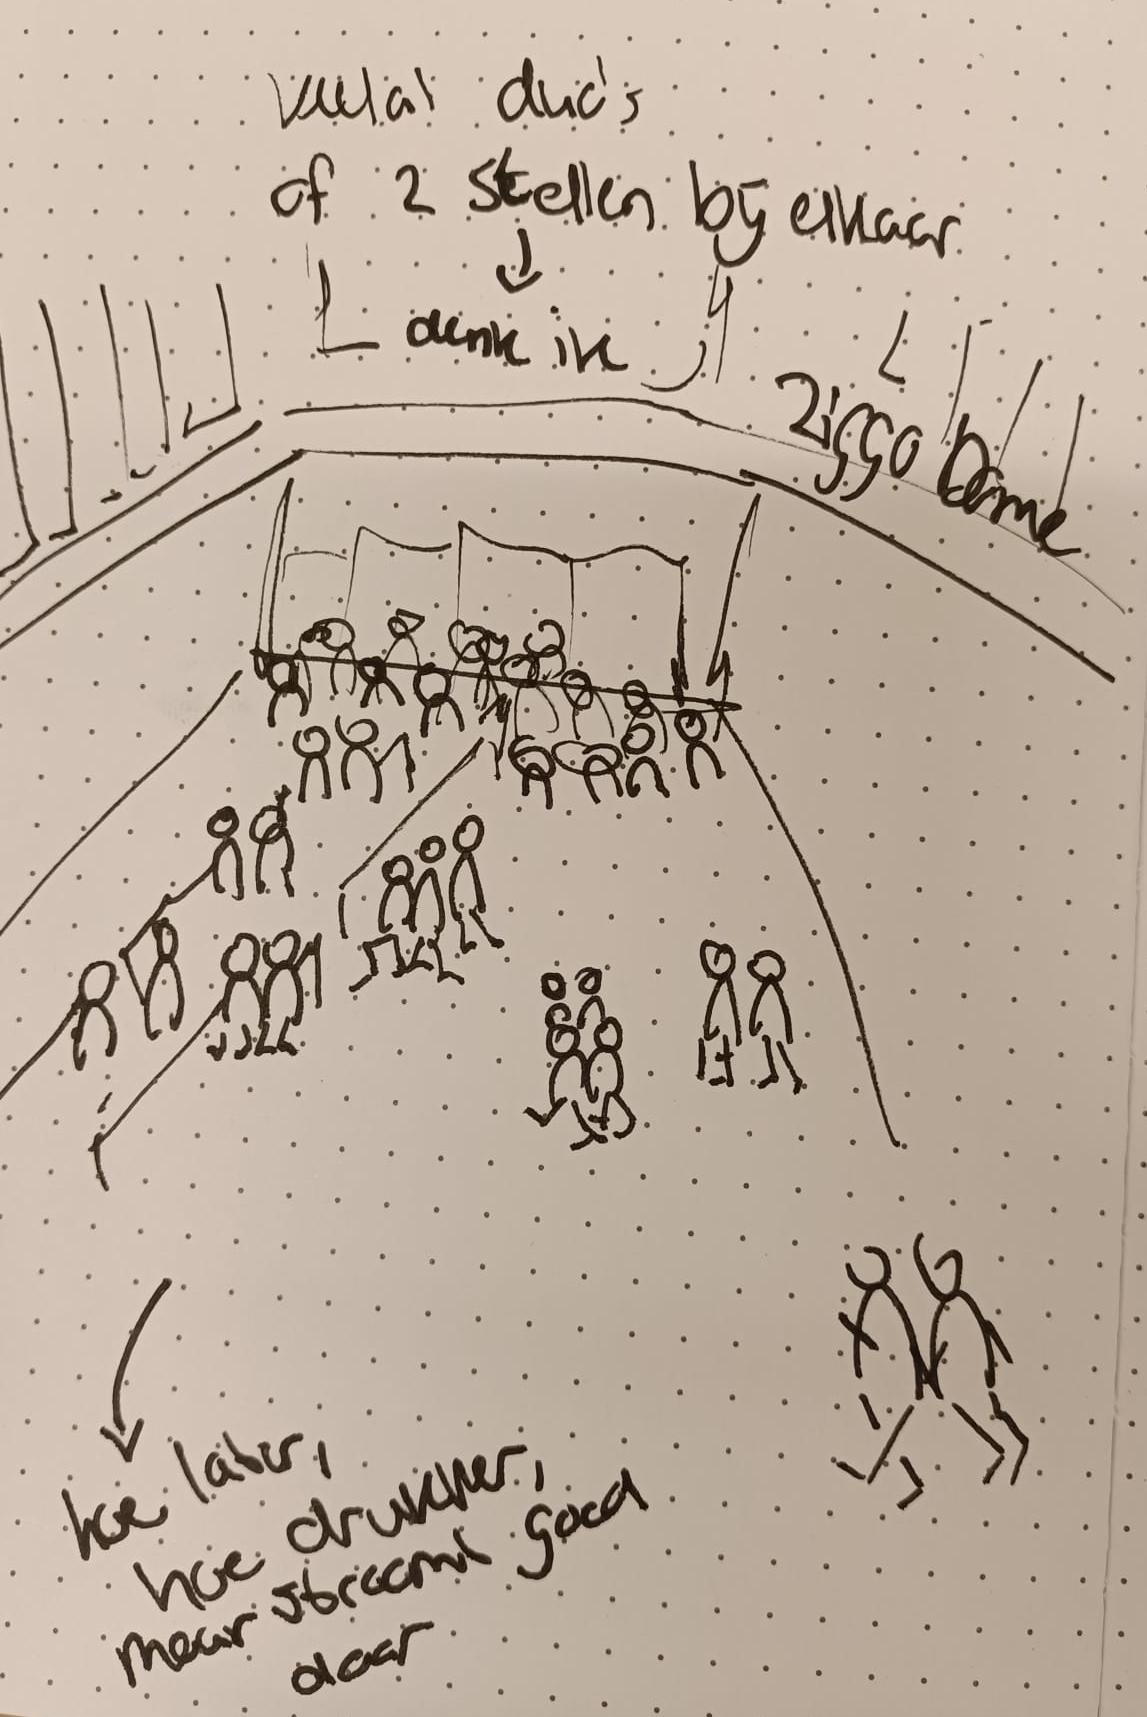 veelal duo's
of 2 stellen bij elkaar
denk ik
Ziggo Dome
hoe later,
hoe drukker,
maar stroomt goed
daar